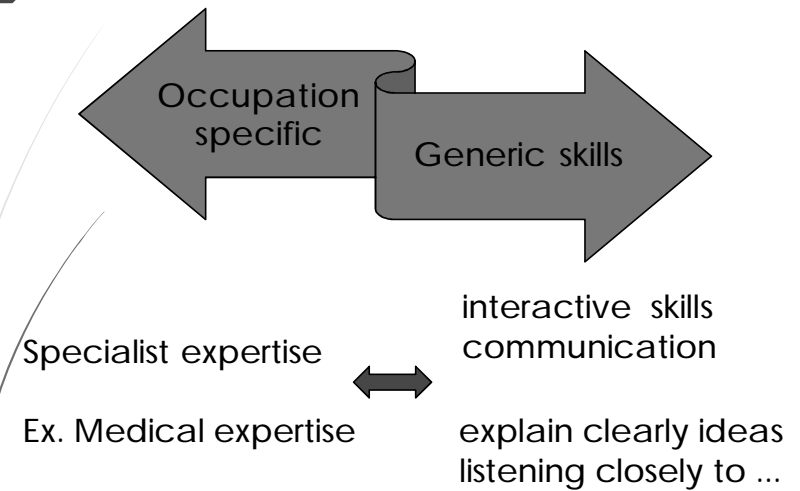 Occupation
specific
Generic skills
interactive skills
communication
Specialist expertise
Ex. Medical expertise
explain clearly ideas
listening closely to ...